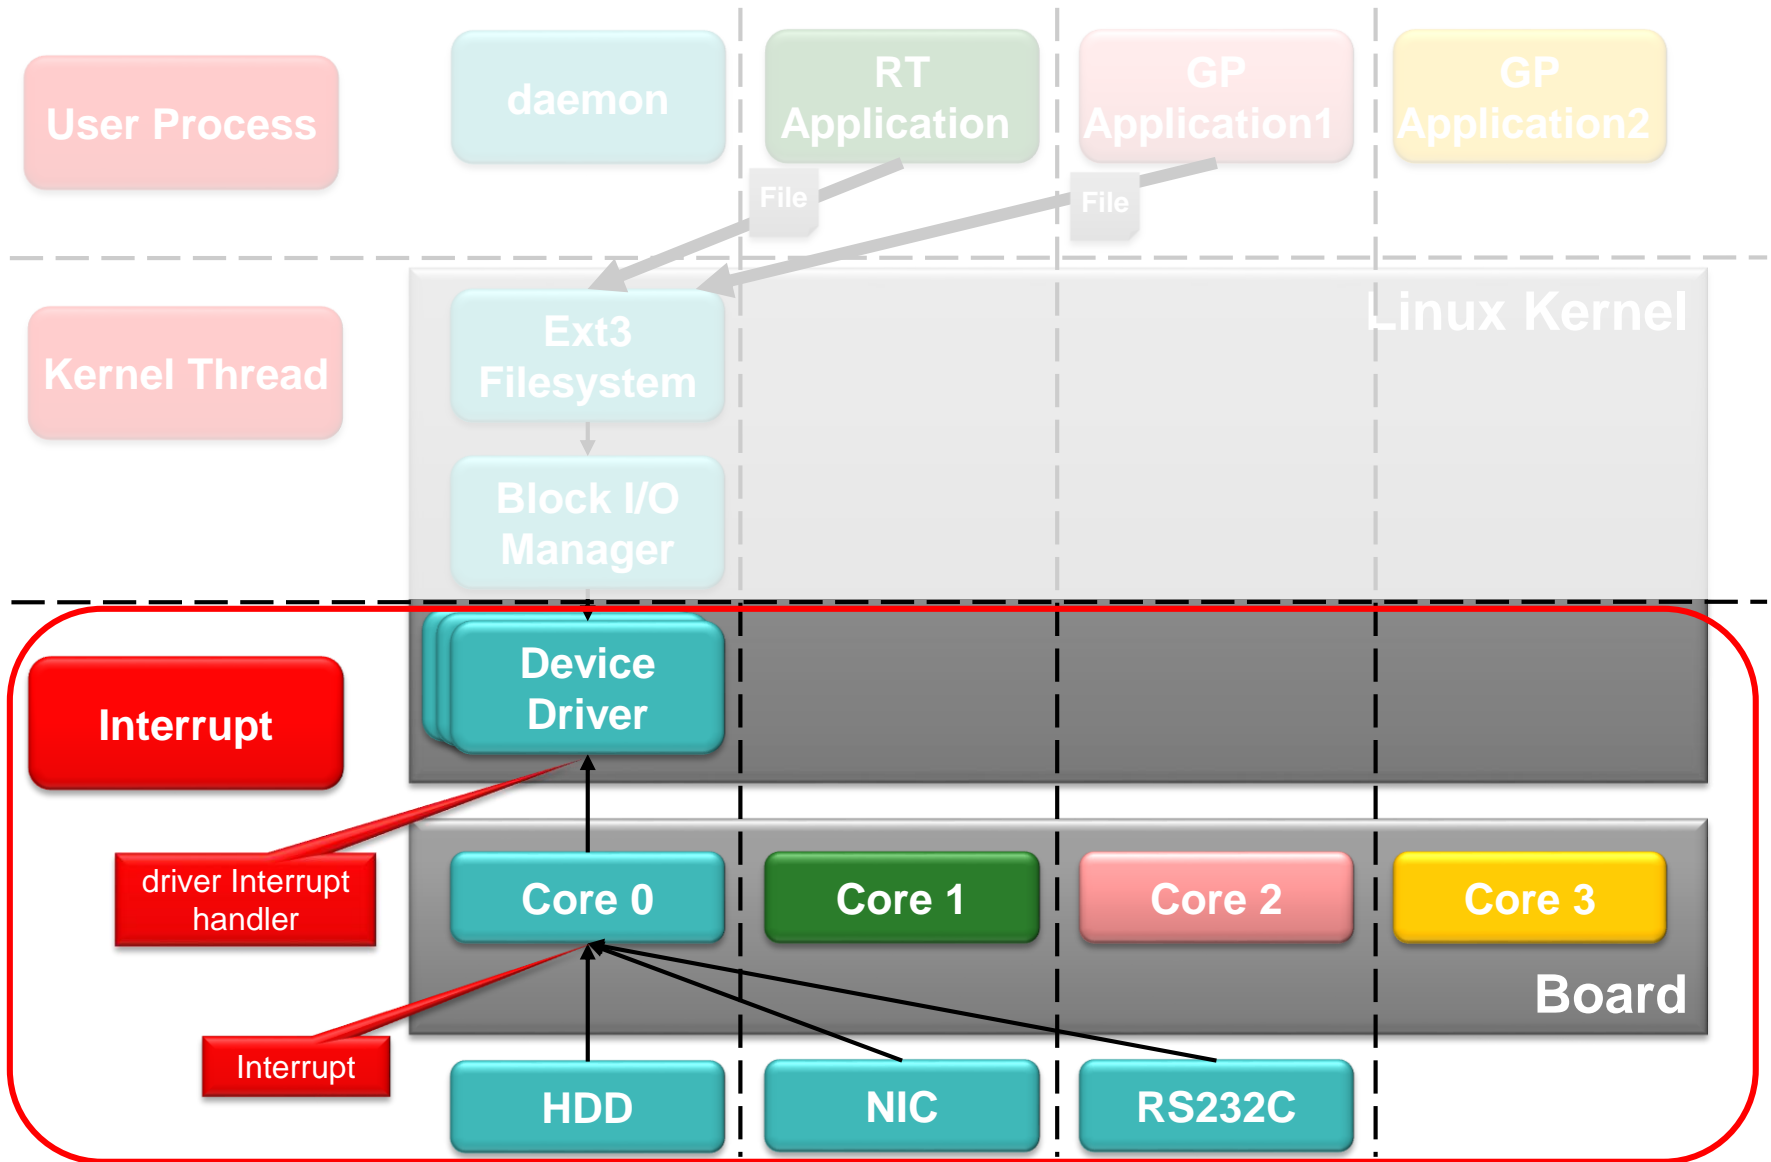 User Process
daemon
RT
Application
GP
Application1
GP
Application2
File
File
Linux Kernel
Kernel Thread
Ext3
Filesystem
Block I/O
Manager
Interrupt
Device
Driver
driver Interrupt
handler
Core 0
Core 1
Core 2
Core 3
Board
Interrupt
HDD
NIC
RS232C